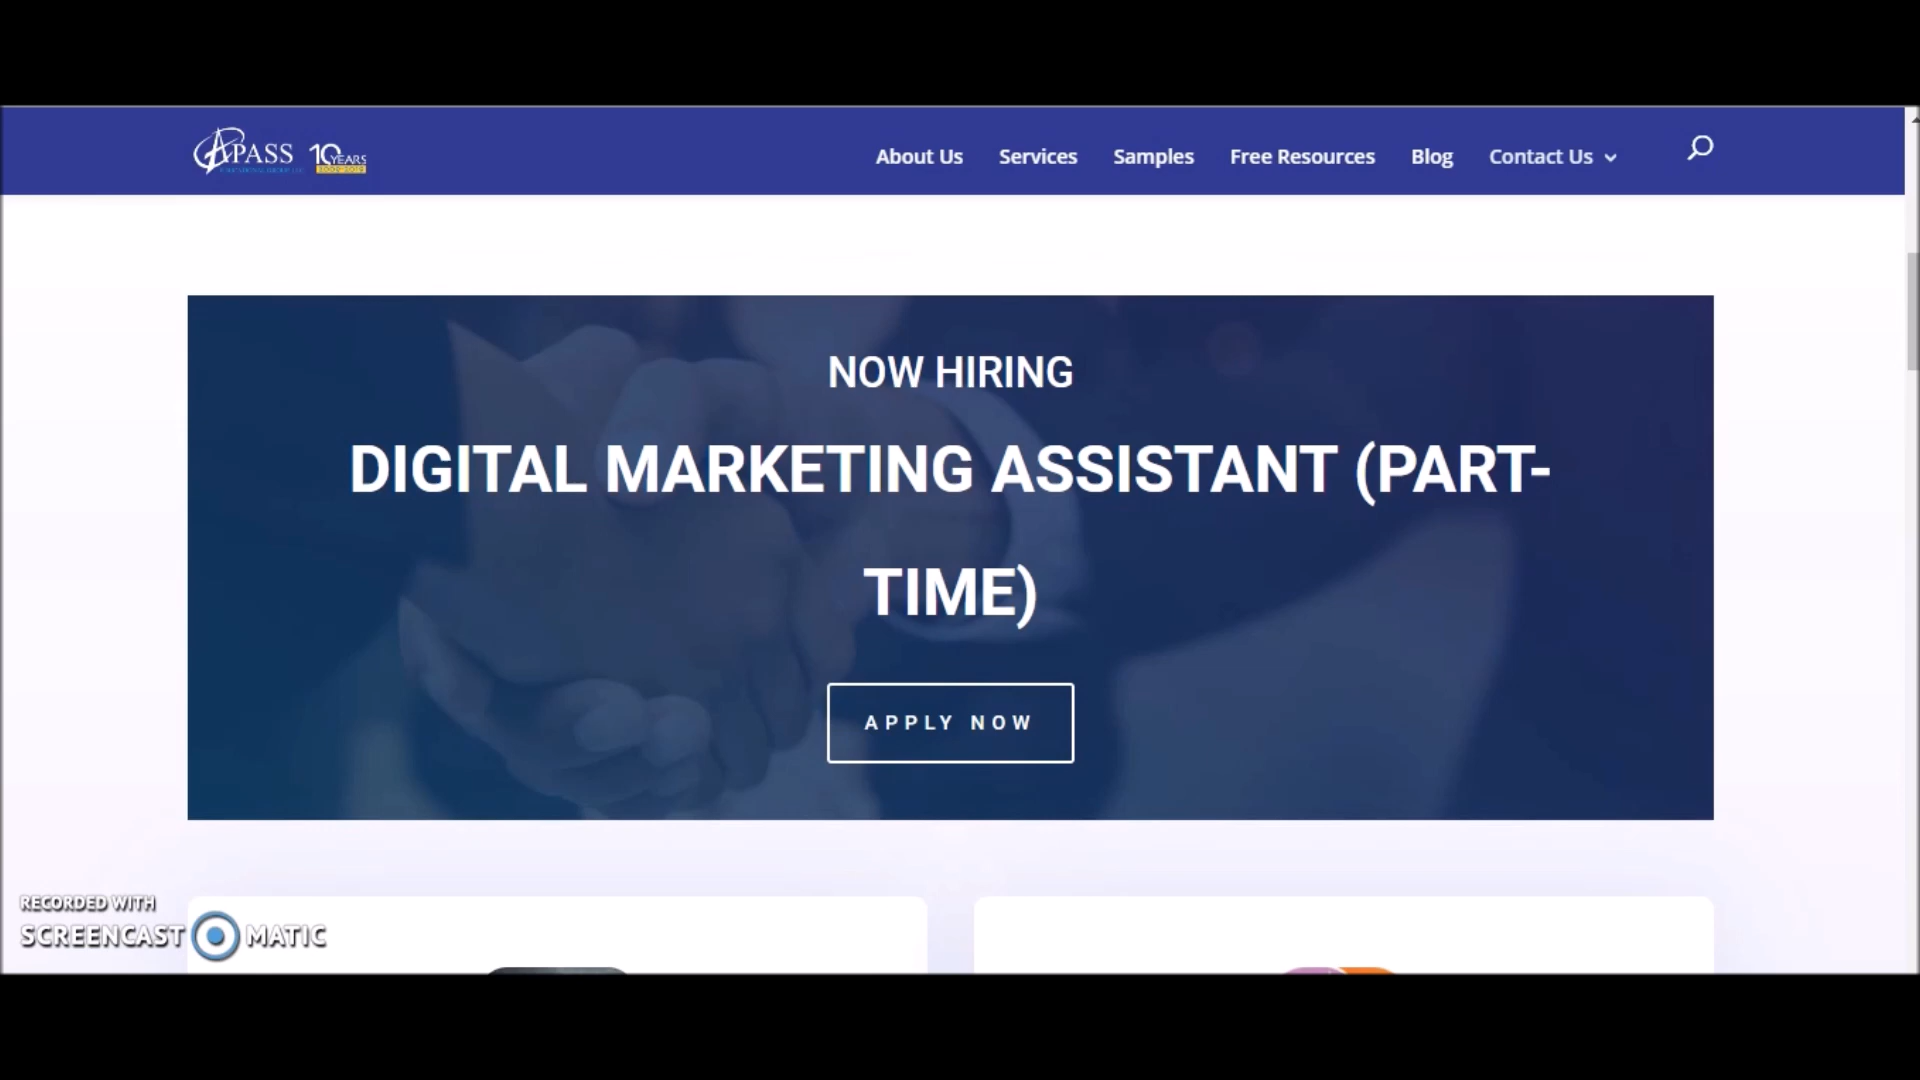 APASS
10 YEARS
About Us
Services
Samples
Free Resources
Blog
Contact Us
NOW HIRING
DIGITAL MARKETING ASSISTANT (PART-
TIME)
APPLY NOW
RECORDED WITH
SCREENCAST MATIC